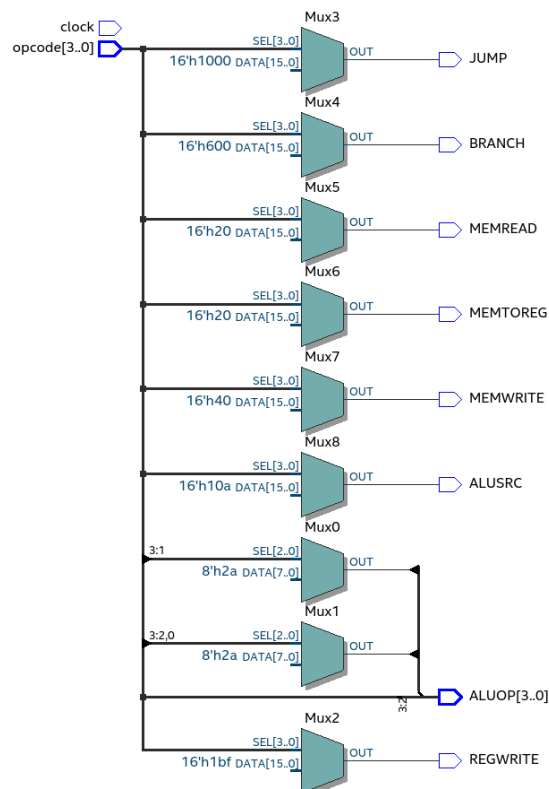 Mux3
clock
opcode[3..0]
SEL[3..0]
OUT
16'h1000 DATA[15..0]
JUMP
Mux4
SEL[3..0]
OUT
16'h600 DATA[15..0]
BRANCH
Mux5
SEL[3..0]
OUT
16'h20 DATA[15..0]
MEMREAD
Mux6
SEL[3..0]
OUT
16'h20 DATA[15..0]
MEMTOREG
Mux7
SEL[3..0]
OUT
16'h40 DATA[15..0]
MEMWRITE
Mux8
SEL[3..0]
OUT
16'h10a DATA[15..0]
ALUSRC
Mux0
3:1
SEL[2..0]
OUT
8'h2a DATA[7..0]
Mux1
3:2,0
SEL[2..0]
OUT
8'h2a DATA[7..0]
3:2
ALUOP[3..0]
Mux2
SEL[3..0]
OUT
16'h1bf DATA[15..0]
REGWRITE